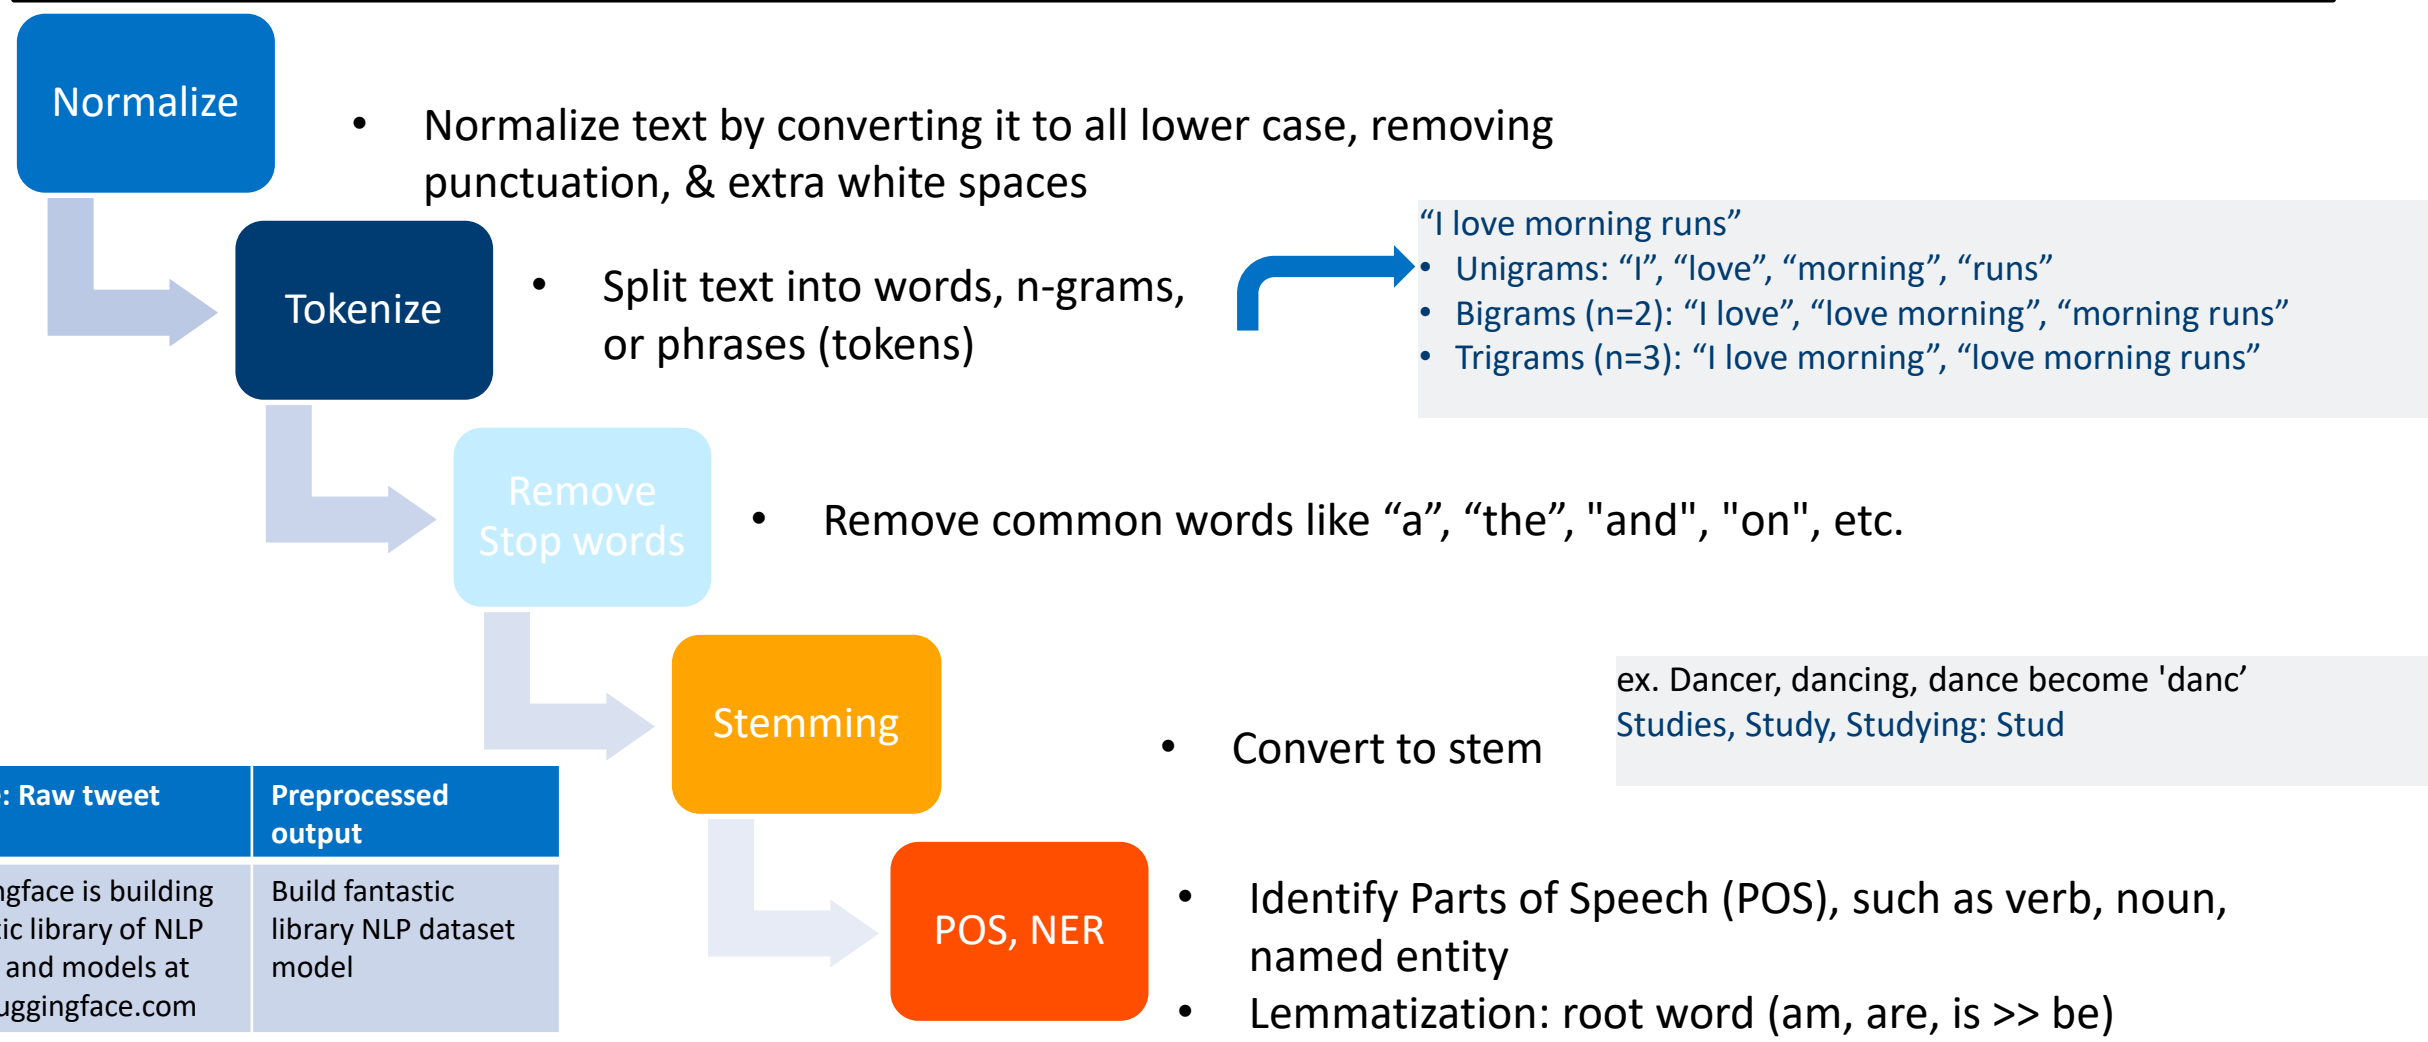 Normalize
• Normalize text by converting it to all lower case, removing
punctuation, & extra white spaces
Tokenize
• Split text into words, n-grams,
or phrases (tokens)
“I love morning runs”
• Unigrams: “I”, “love”, “morning”, “runs”
• Bigrams (n=2): “I love”, “love morning”, “morning runs”
• Trigrams (n=3): “I love morning”, “love morning runs”
Remove
Stop words
• Remove common words like “a”, “the”, "and", "on", etc.
Stemming
• Convert to stem
ex. Dancer, dancing, dance become 'danc’
Studies, Study, Studying: Stud
: Raw tweet
Preprocessed
output
ngface is building
tic library of NLP
and models at
uggingface.com
Build fantastic
library NLP dataset
model
POS, NER
• Identify Parts of Speech (POS), such as verb, noun,
named entity
• Lemmatization: root word (am, are, is >> be)